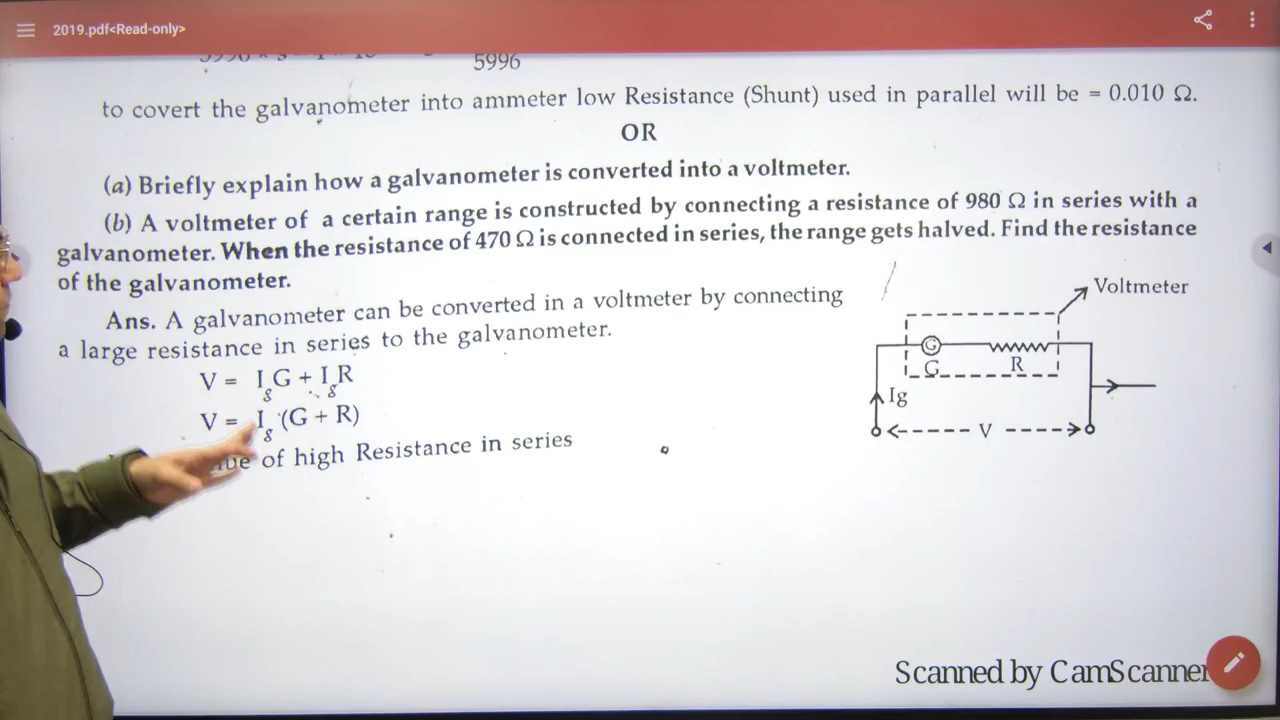 2019.pdf<Read-only>
5996
to covert the galvanometer into ammeter low Resistance (Shunt) used in parallel will be = 0.010 Ω.
OR
(a) Briefly explain how a galvanometer is converted into a voltmeter.
(b) A voltmeter of a certain range is constructed by connecting a resistance of 980 Ω in series with a
galvanometer. When the resistance of 470 Ω is connected in series, the range gets halved. Find the resistance
of the galvanometer.
Ans. A galvanometer can be converted in a voltmeter by connecting
a large resistance in series to the galvanometer.
V = IgG + IgR
V = Ig (G + R)
of high Resistance in series
Voltmeter
G
G
R
Ig
V
Scanned by CamScanner